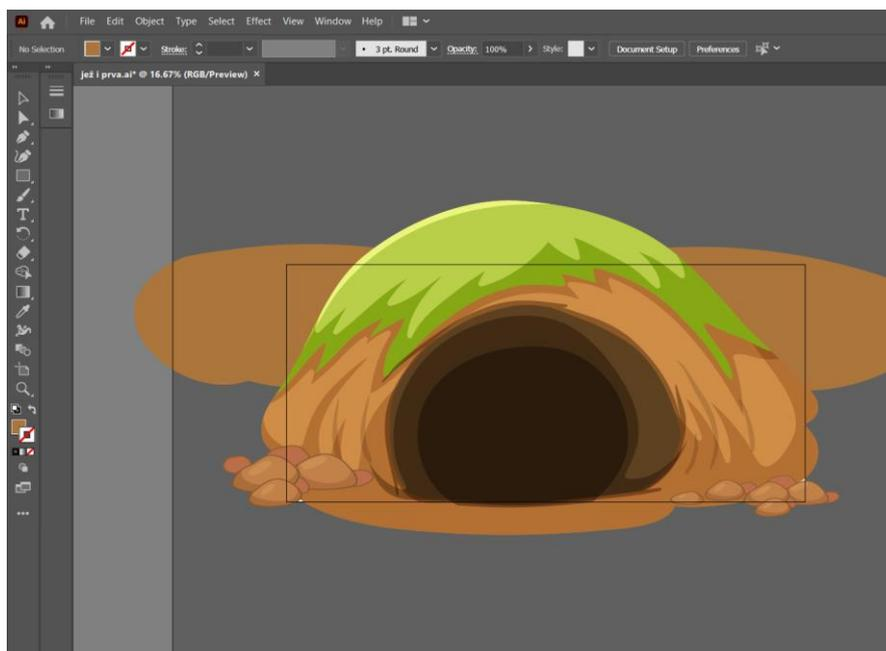 Ai File Edit Object Type Select Effect View Window Help
No Selection Stroke: 3 pt. Round Opacity: 100% Style: Document Setup Preferences
jež i prva.ai* @ 16.67% (RGB/Preview) ×